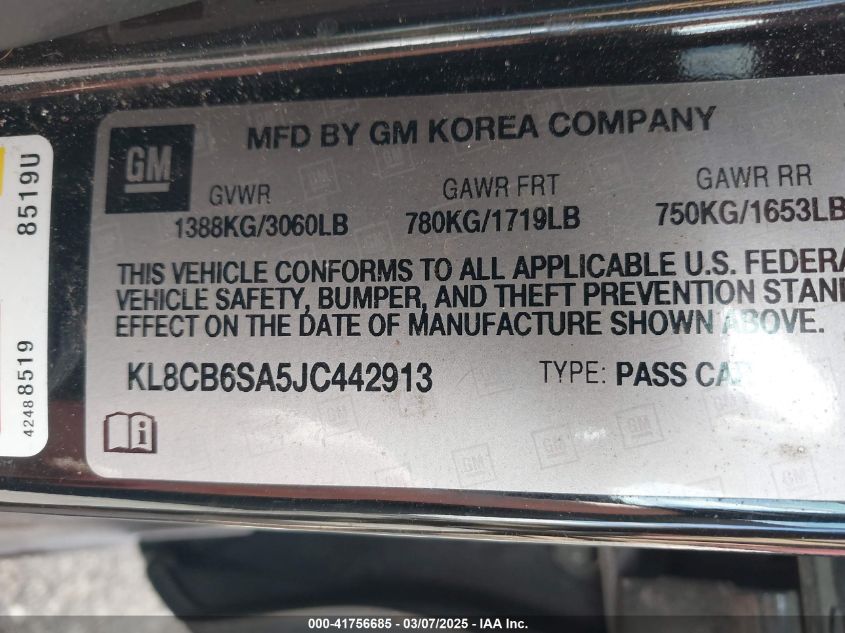 GM
MFD BY GM KOREA COMPANY
GVWR
1388KG/3060LB
GAWR FRT
780KG/1719LB
GAWR RR
750KG/1653LB
THIS VEHICLE CONFORMS TO ALL APPLICABLE U.S. FEDERA
VEHICLE SAFETY, BUMPER, AND THEFT PREVENTION STAN
EFFECT ON THE DATE OF MANUFACTURE SHOWN ABOVE.
KL8CB6SA5JC442913
TYPE: PASS CA
8519U
42488519
000-41756685 - 03/07/2025 - IAA Inc.